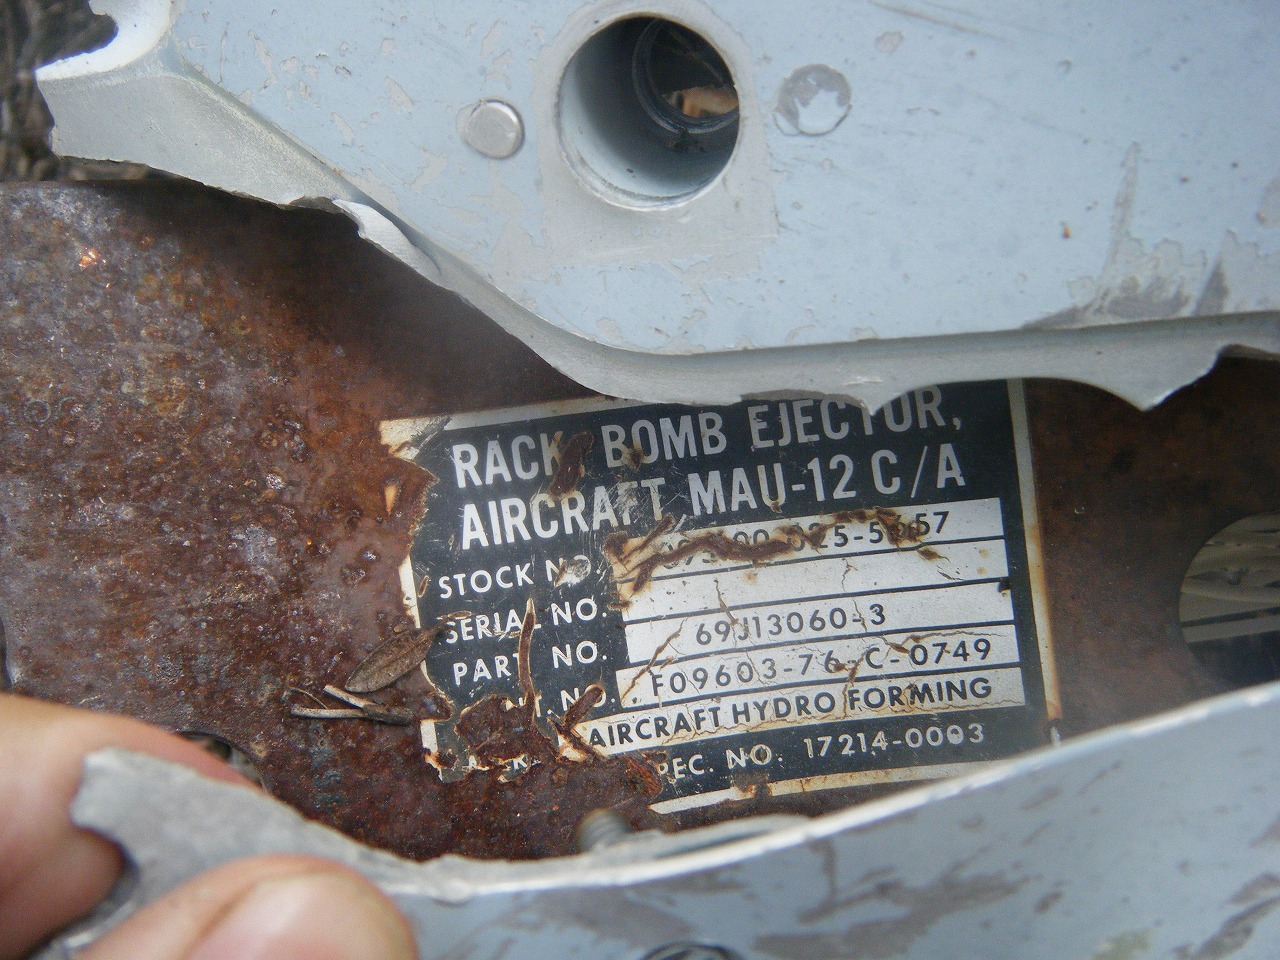 RACK, BOMB EJECTOR,
AIRCRAFT MAU-12 C/A
STOCK NO.
SERIAL NO. 69J13060-3
PART NO. F09603-76-C-0749
NO. AIRCRAFT HYDRO FORMING
NO. 17214-0003